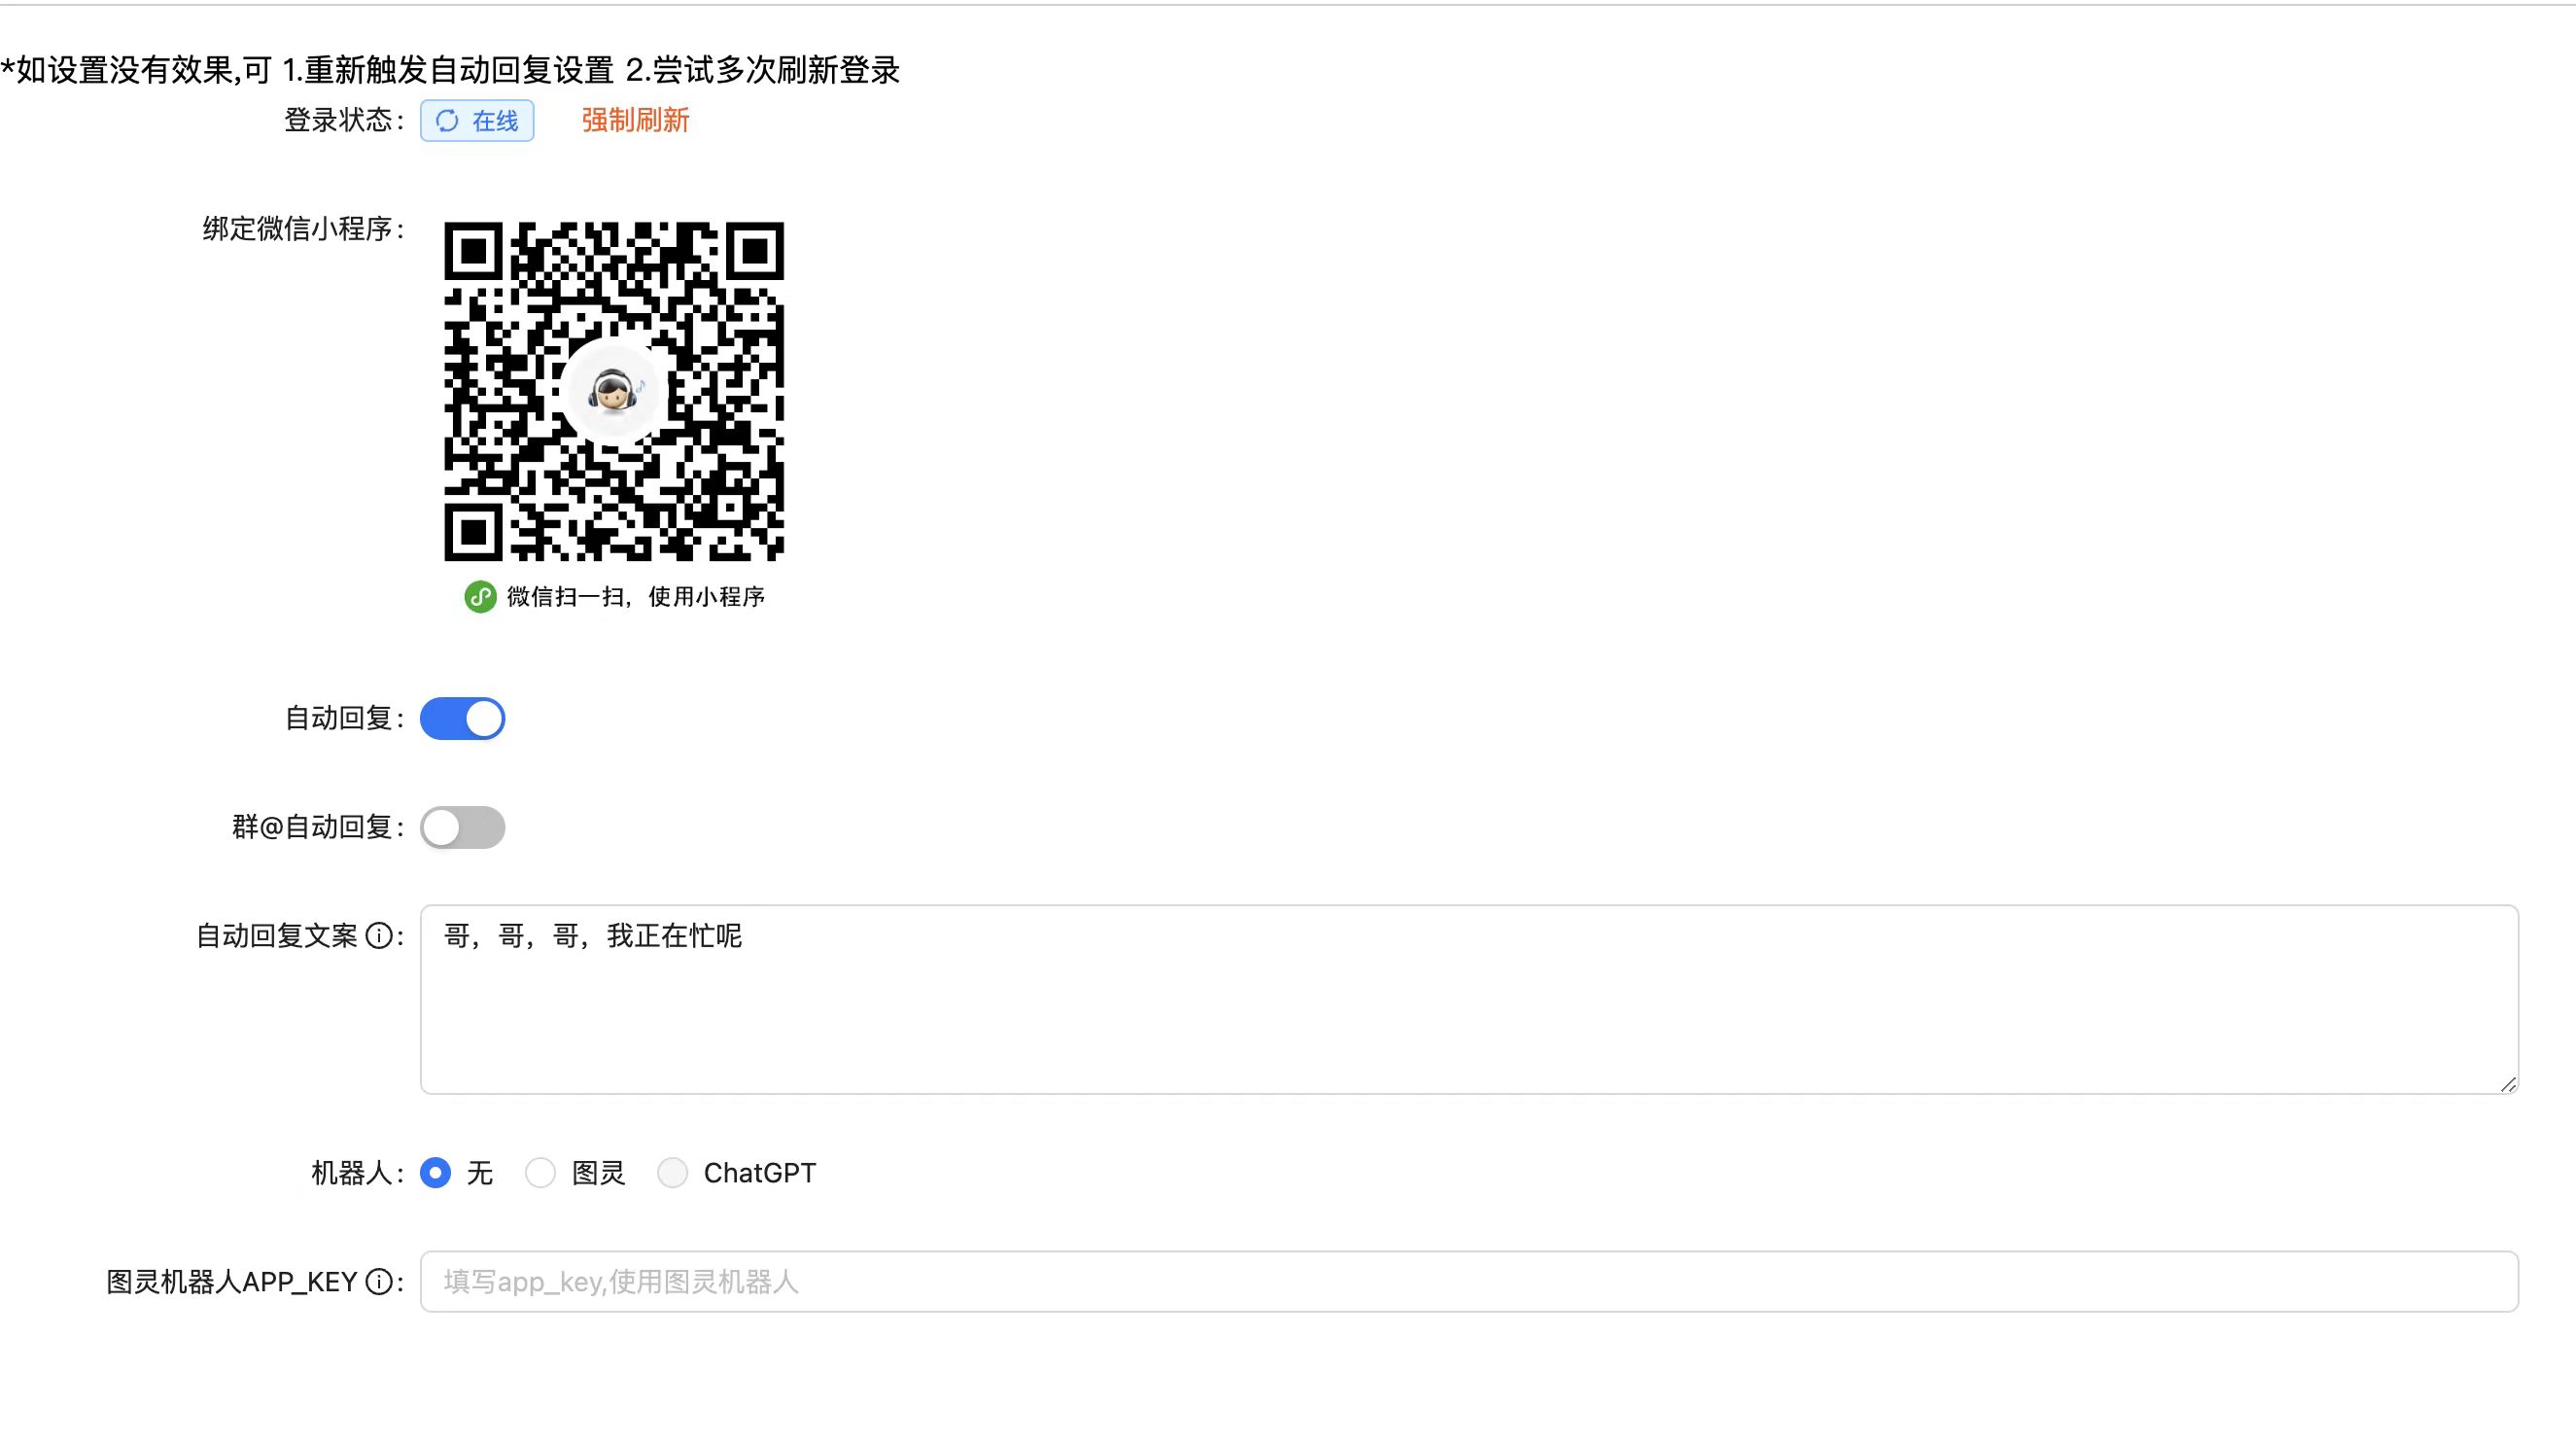 *如设置没有效果,可 1.重新触发自动回复设置 2.尝试多次刷新登录
登录状态: 在线 强制刷新
绑定微信小程序:
微信扫一扫，使用小程序
自动回复:
群@自动回复:
自动回复文案: 哥，哥，哥，我正在忙呢
机器人: 无 图灵 ChatGPT
图灵机器人APP_KEY: 填写app_key,使用图灵机器人